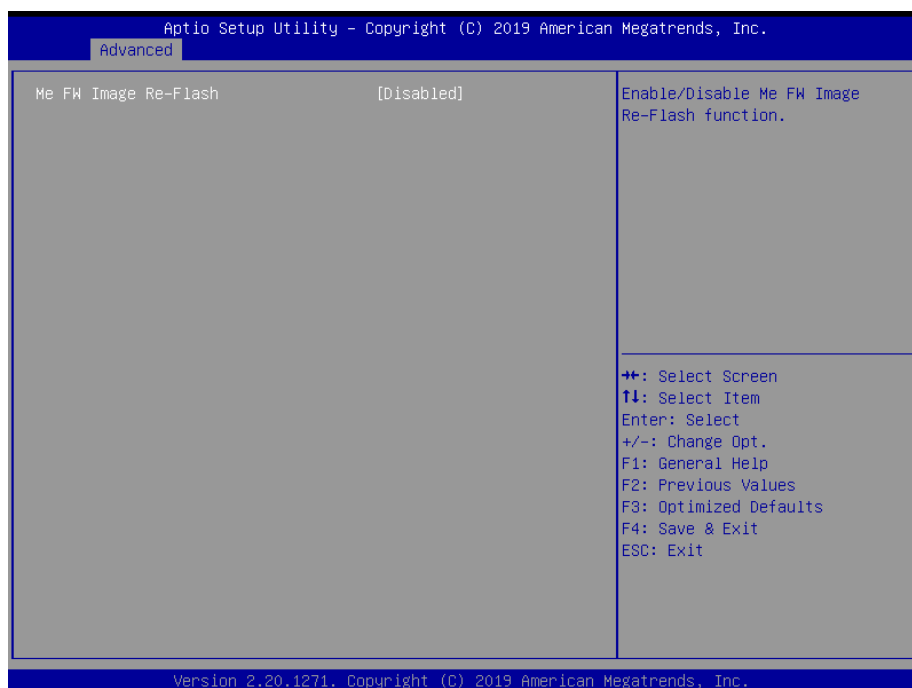 Aptio Setup Utility – Copyright (C) 2019 American Megatrends, Inc.
Advanced
Me FW Image Re-Flash [Disabled]
Enable/Disable Me FW Image
Re-Flash function.
→←: Select Screen
↑↓: Select Item
Enter: Select
+/-: Change Opt.
F1: General Help
F2: Previous Values
F3: Optimized Defaults
F4: Save & Exit
ESC: Exit
Version 2.20.1271. Copyright (C) 2019 American Megatrends, Inc.